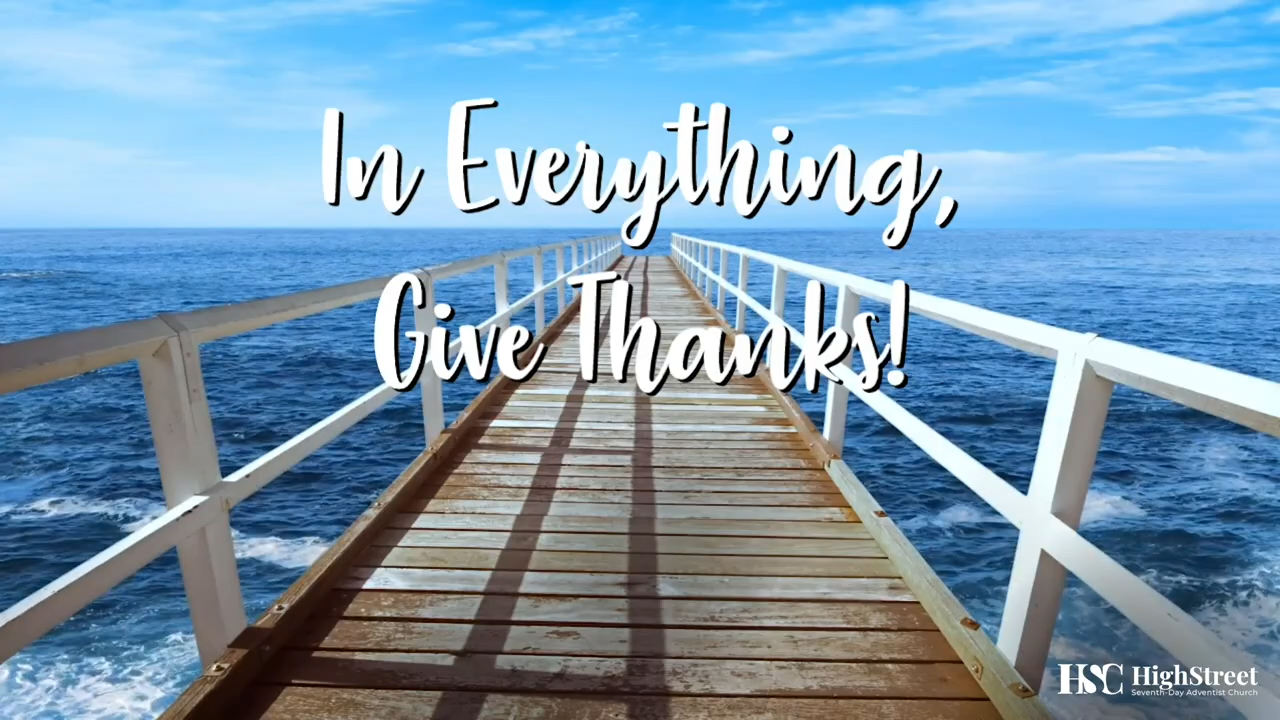 In Everything,
Give Thanks!
HSC HighStreet
Seventh-Day Adventist Church